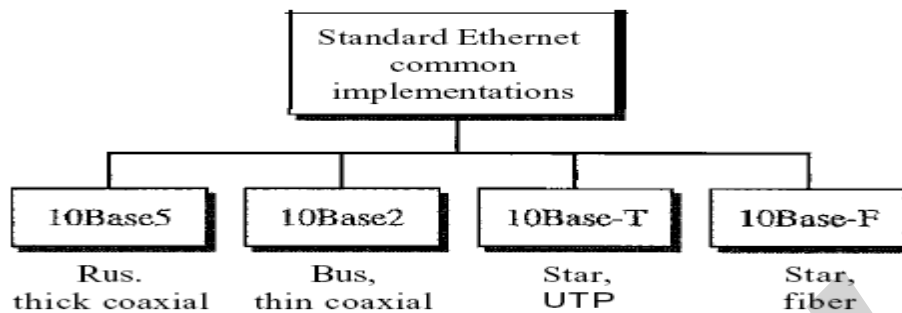 Standard Ethernet
common
implementations
10Base5
10Base2
10Base-T
10Base-F
Rus.
thick coaxial
Bus,
thin coaxial
Star,
UTP
Star,
fiber